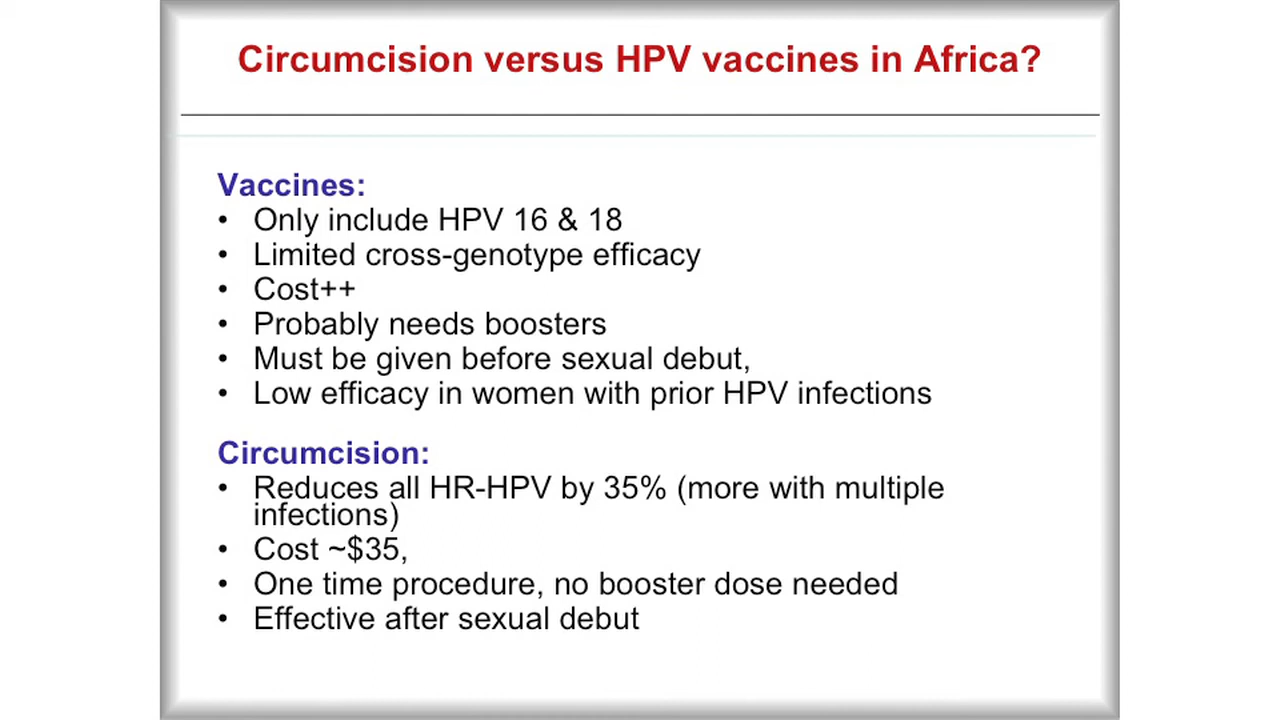 Circumcision versus HPV vaccines in Africa?
Vaccines:
• Only include HPV 16 & 18
• Limited cross-genotype efficacy
• Cost++
• Probably needs boosters
• Must be given before sexual debut,
• Low efficacy in women with prior HPV infections
Circumcision:
• Reduces all HR-HPV by 35% (more with multiple
infections)
• Cost ~$35,
• One time procedure, no booster dose needed
• Effective after sexual debut